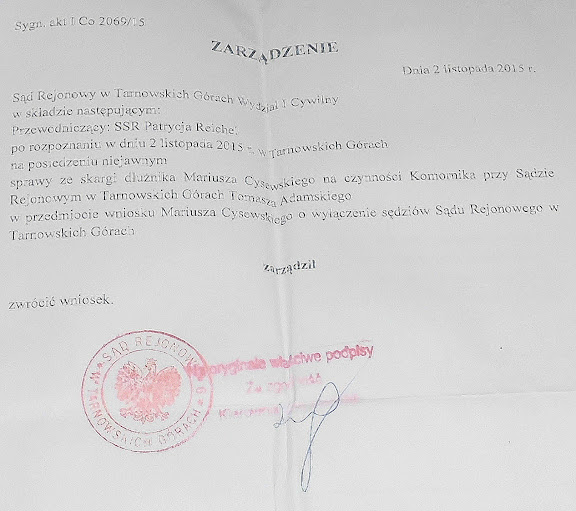 Sygn. akt I Co 2069/15
ZARZĄDZENIE
Dnia 2 listopada 2015 r.
Sąd Rejonowy w Tarnowskich Górach Wydział I Cywilny
w składzie następującym:
Przewodniczący: SSR Patrycja Reichel
po rozpoznaniu w dniu 2 listopada 2015 r. w Tarnowskich Górach
na posiedzeniu niejawnym
sprawy ze skargi dłużnika Mariusza Cysewskiego na czynności Komornika przy Sądzie
Rejonowym w Tarnowskich Górach Tomasza Adamskiego
w przedmiocie wniosku Mariusza Cysewskiego o wyłączenie sędziów Sądu Rejonowego w
Tarnowskich Górach
zarządził
zwrócić wniosek.
SĄD REJONOWY W TARNOWSKICH GÓRACH
Na oryginale właściwe podpisy
Za zgodność